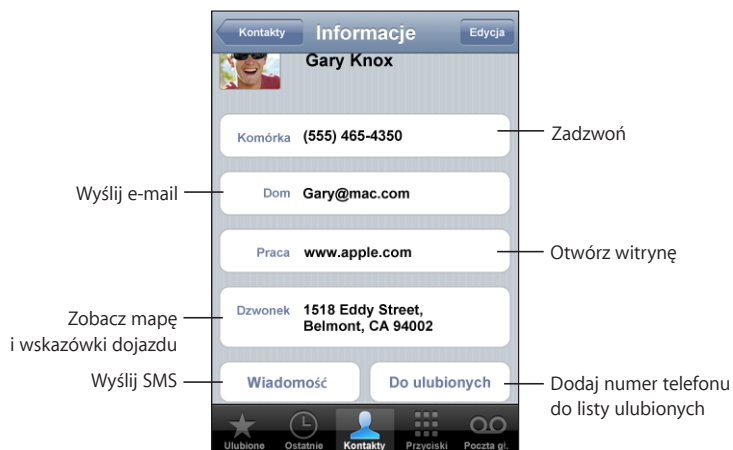 Kontakty Informacje Edycja
Gary Knox
Komórka (555) 465-4350
Zadzwoń
Wyślij e-mail
Dom Gary@mac.com
Praca www.apple.com
Otwórz witrynę
Zobacz mapę
i wskazówki dojazdu
Dzwonek 1518 Eddy Street,
Belmont, CA 94002
Wyślij SMS
Wiadomość Do ulubionych
Dodaj numer telefonu
do listy ulubionych
Ulubione Ostatnie Kontakty Przyciski Poczta gł.